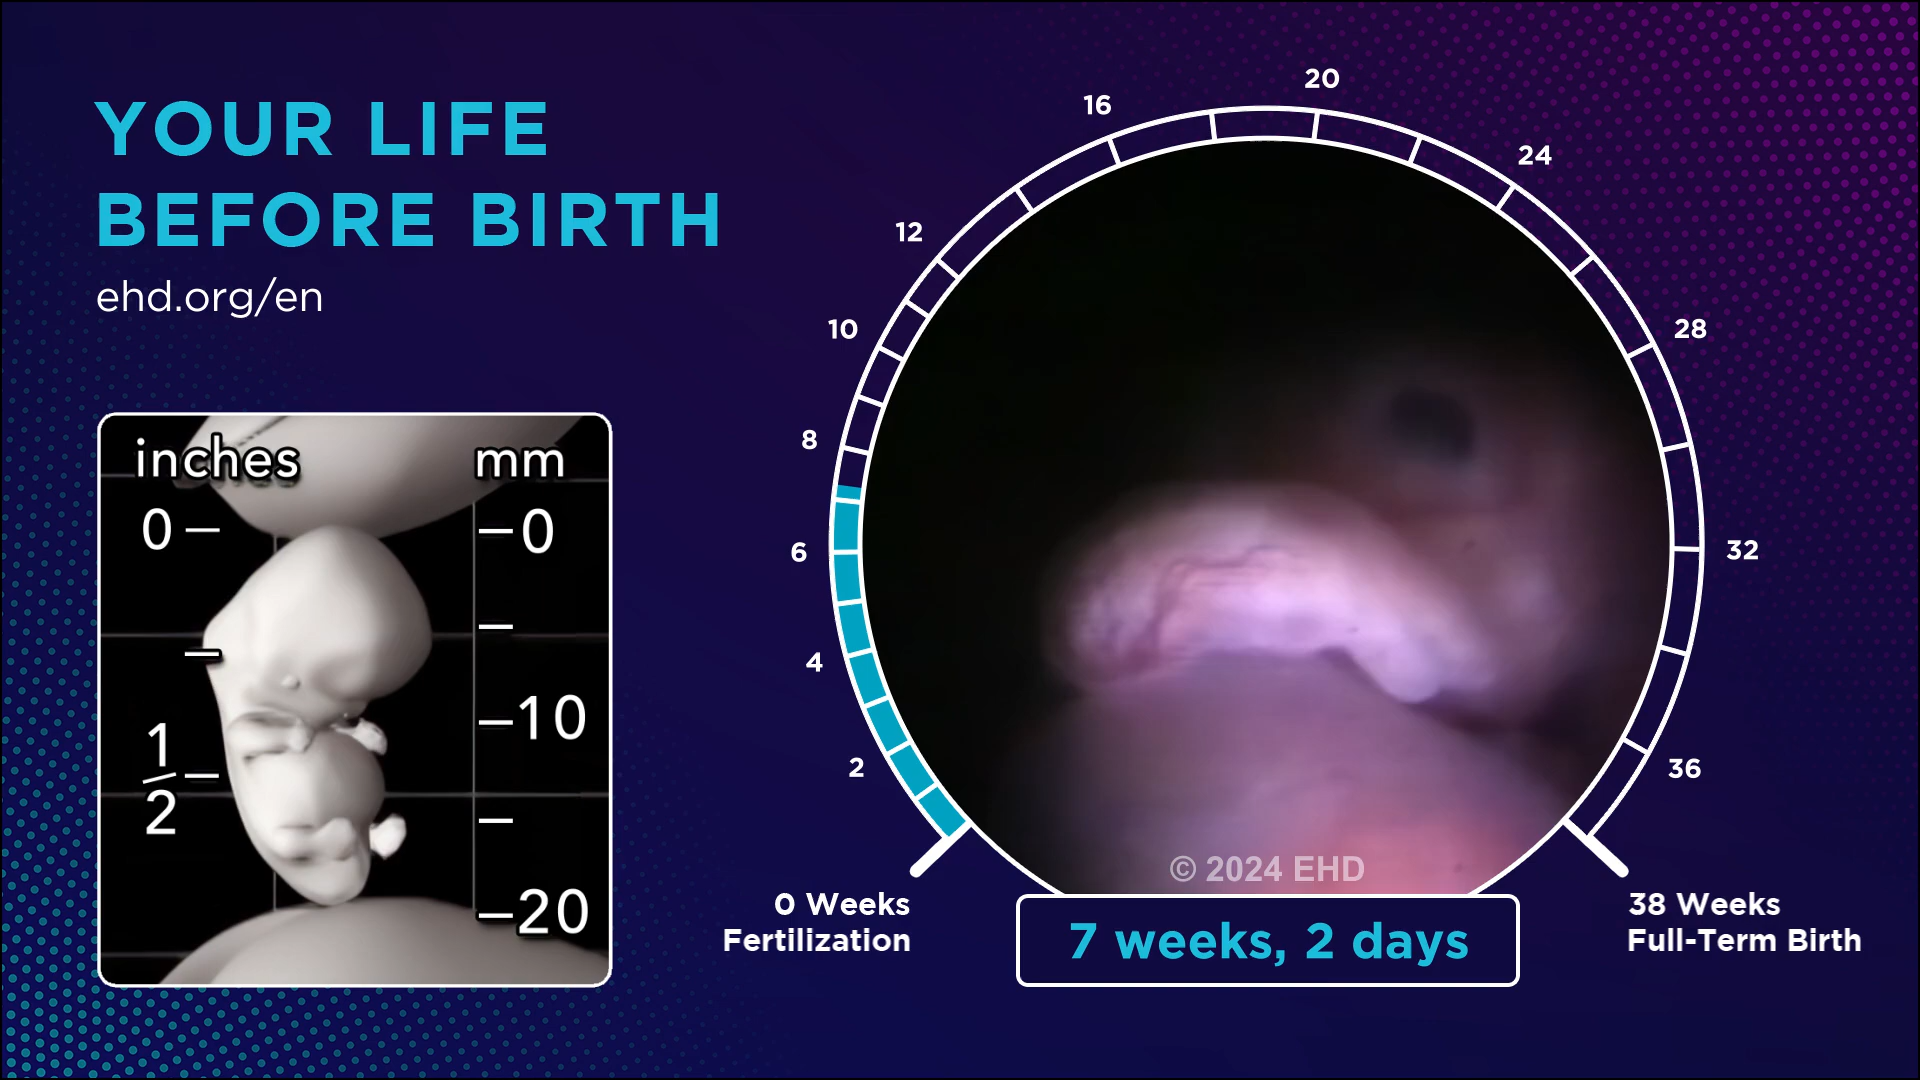 YOUR LIFE
BEFORE BIRTH
ehd.org/en
inches
mm
0
0
10
1/2
20
0 Weeks
Fertilization
2
4
6
8
10
12
16
20
24
28
32
36
38 Weeks
Full-Term Birth
© 2024 EHD
7 weeks, 2 days